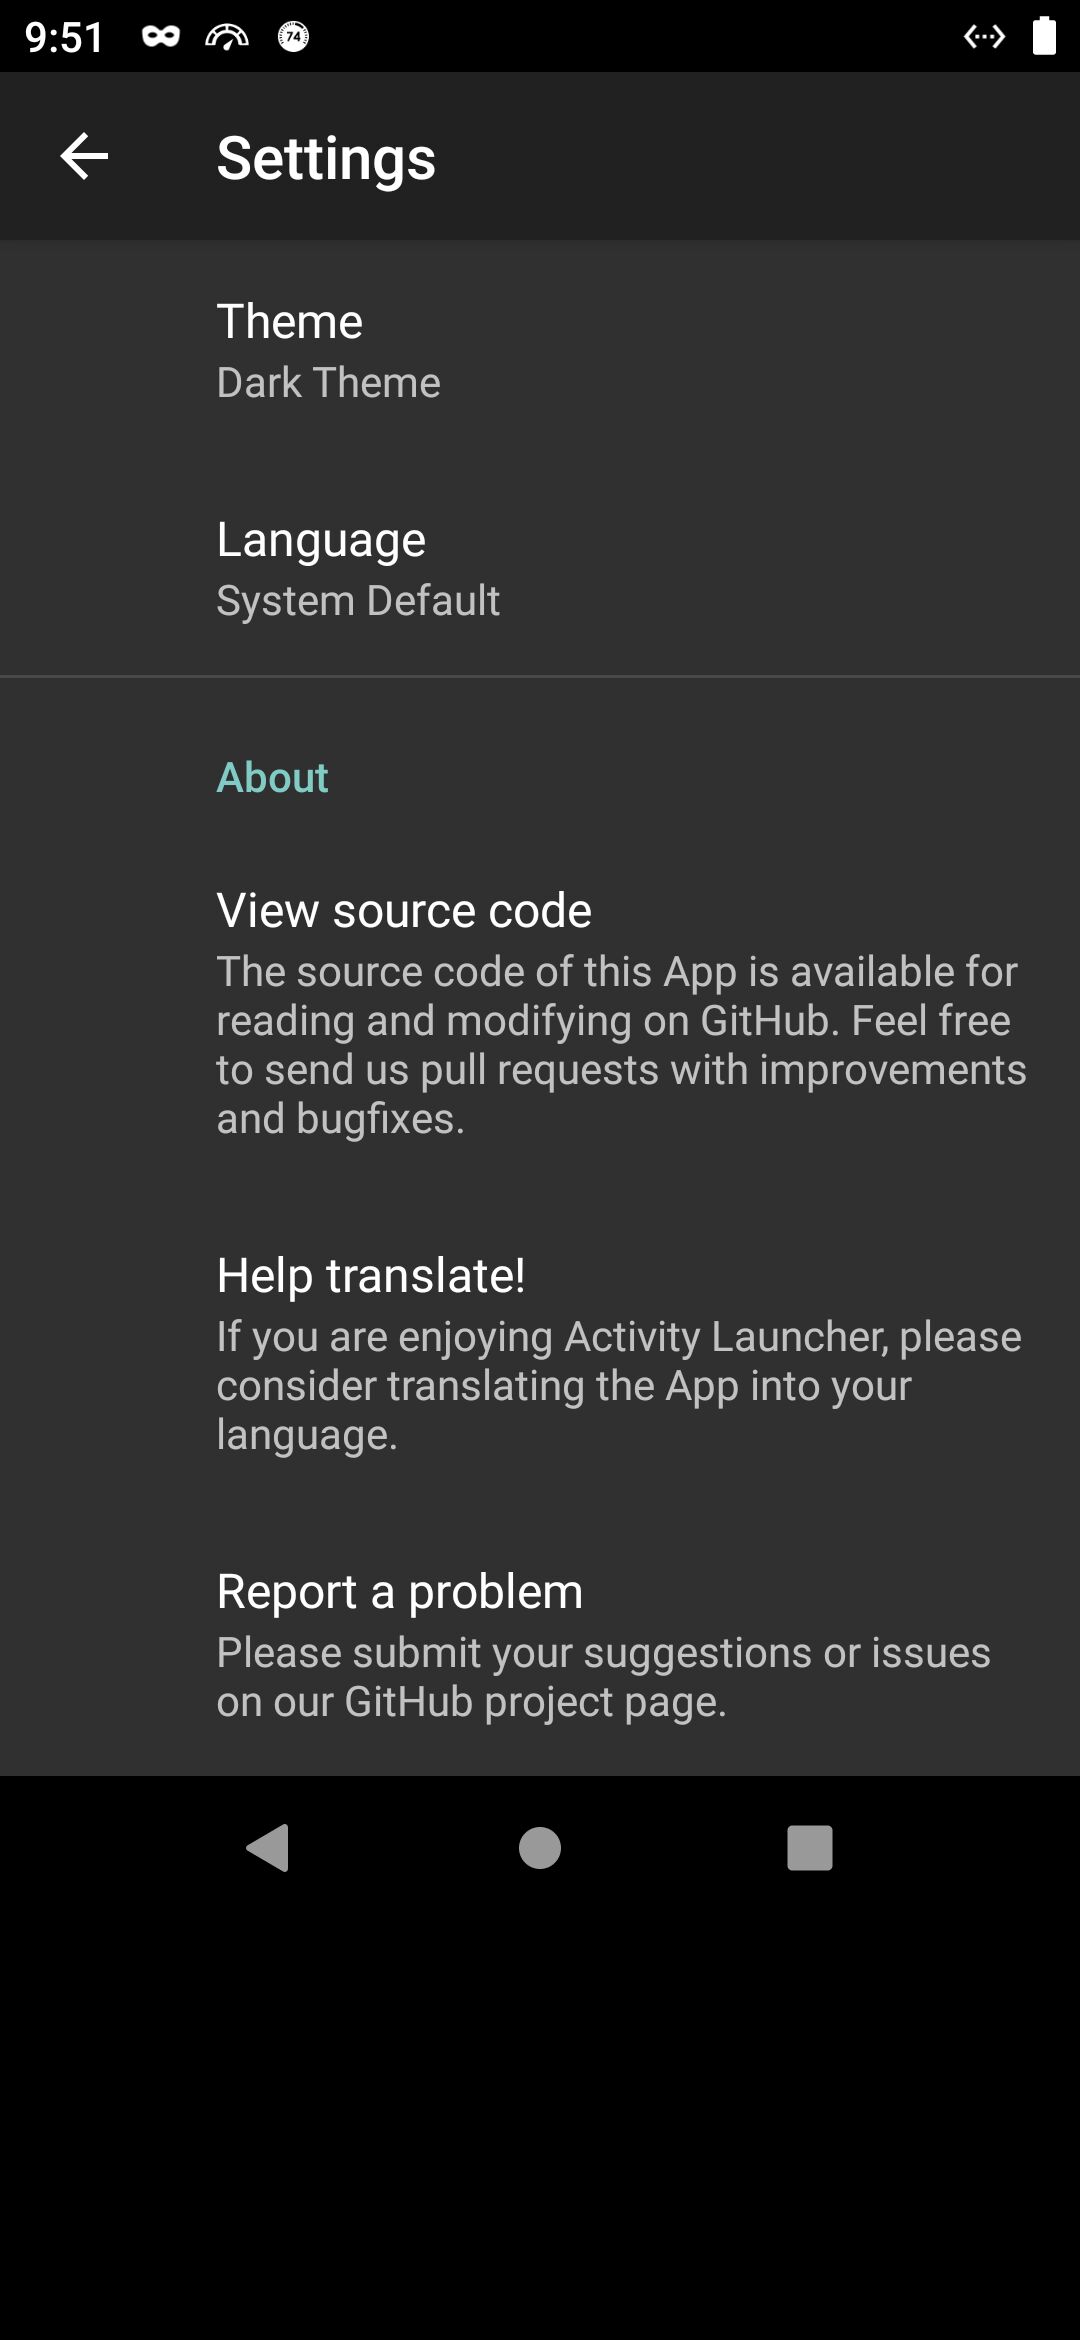 9:51
74
Settings
Theme
Dark Theme
Language
System Default
About
View source code
The source code of this App is available for
reading and modifying on GitHub. Feel free
to send us pull requests with improvements
and bugfixes.
Help translate!
If you are enjoying Activity Launcher, please
consider translating the App into your
language.
Report a problem
Please submit your suggestions or issues
on our GitHub project page.